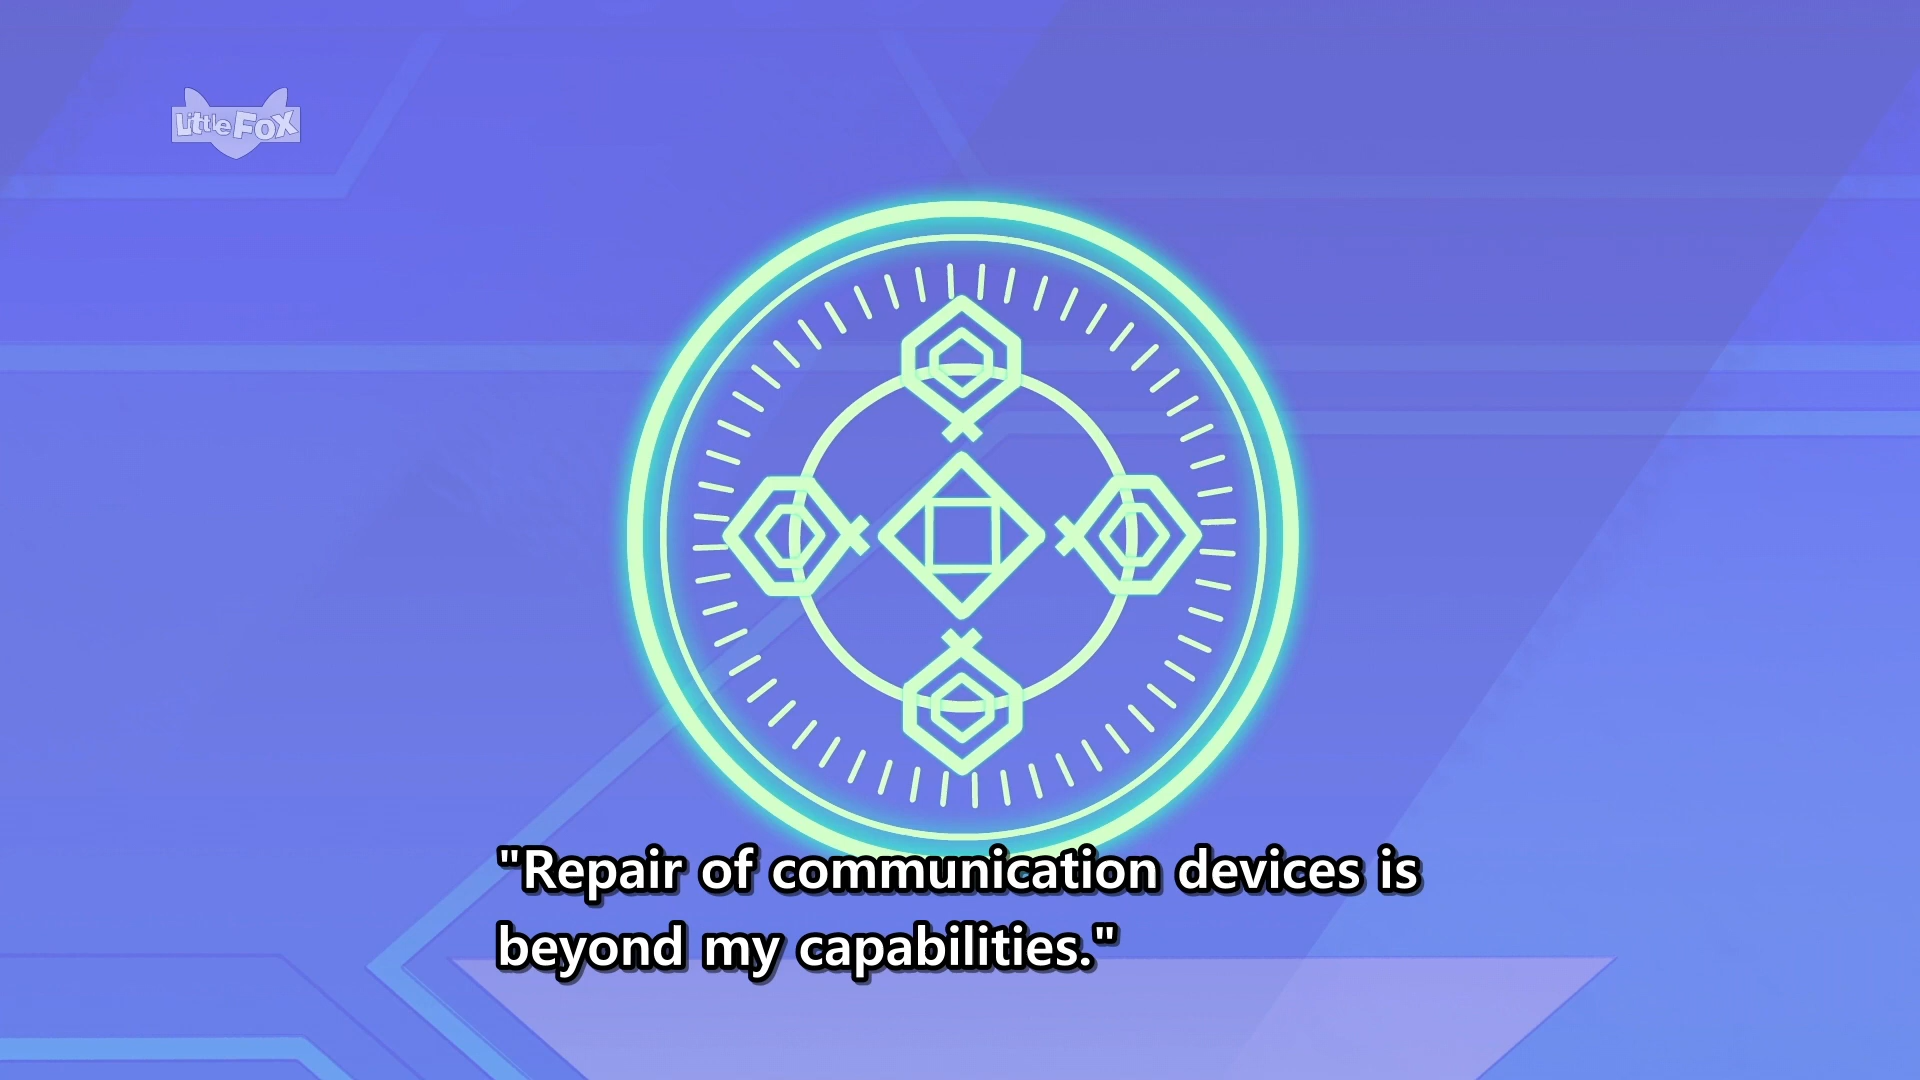 Little Fox
"Repair of communication devices is
beyond my capabilities."